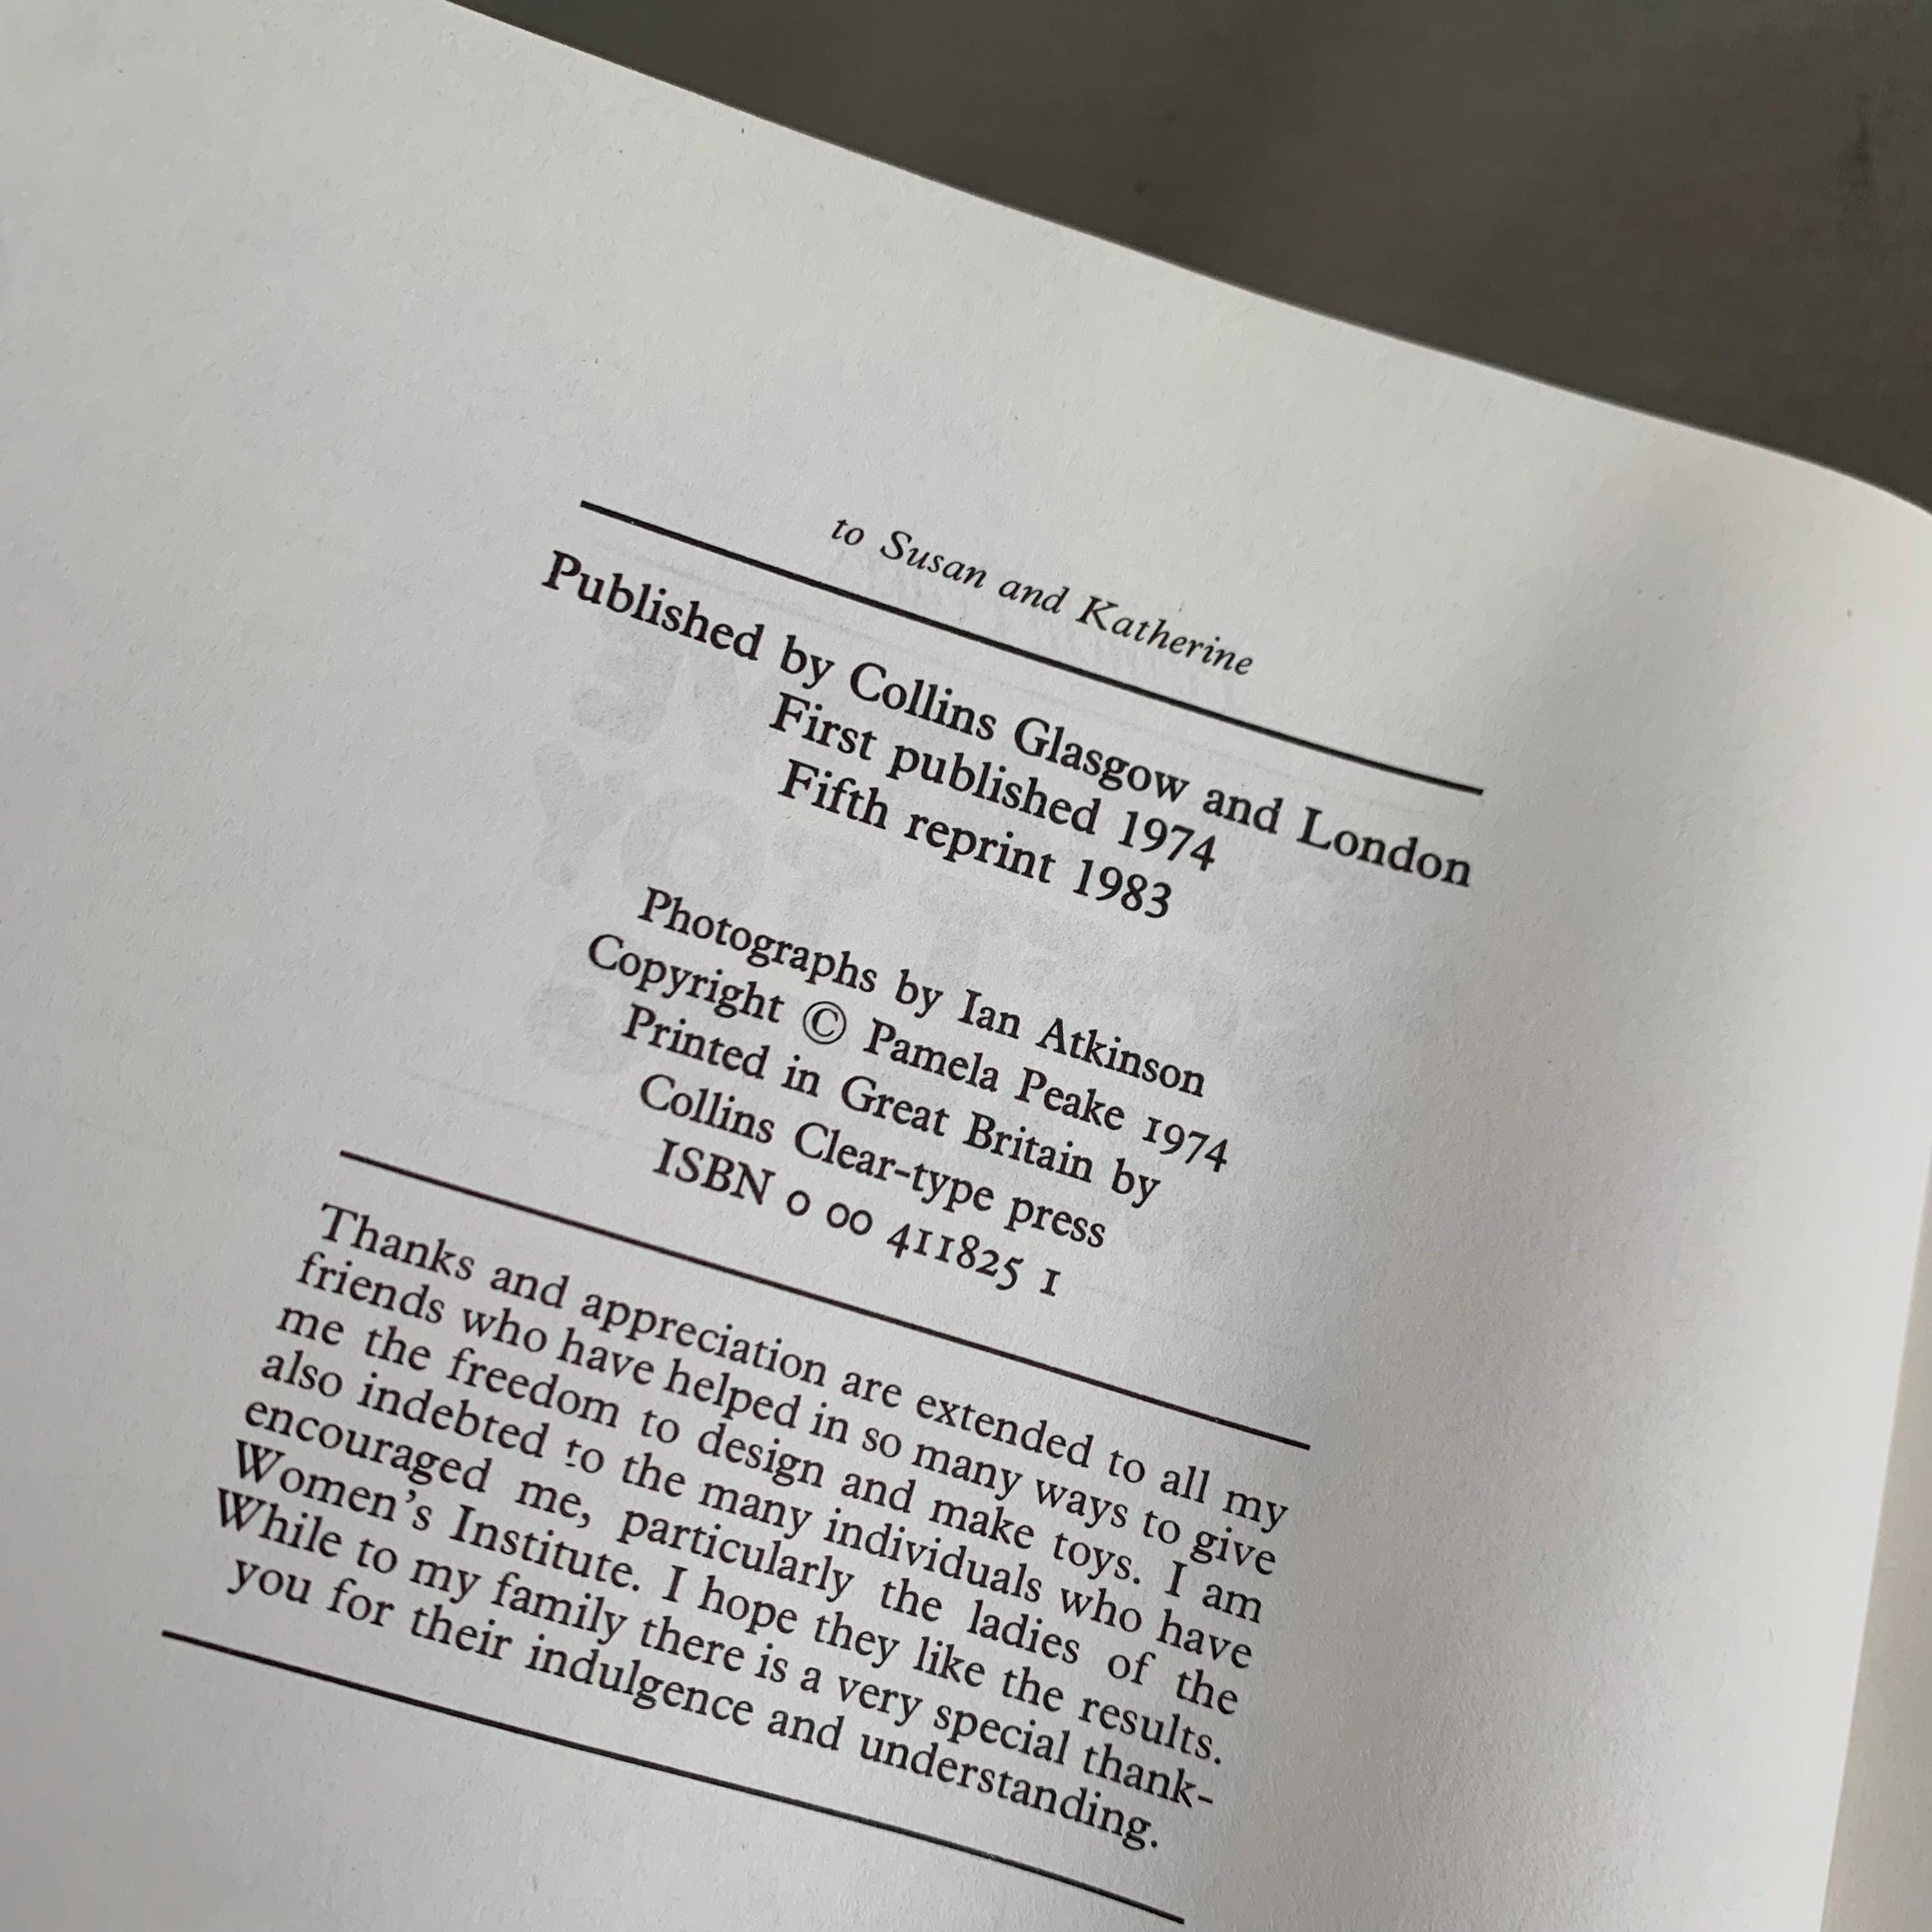 to Susan and Katherine
Published by Collins Glasgow and London
First published 1974
Fifth reprint 1983
Photographs by Ian Atkinson
Copyright © Pamela Peake 1974
Printed in Great Britain by
Collins Clear-type press
ISBN 0 00 411825 1
Thanks and appreciation are extended to all my
friends who have helped in so many ways to give
me the freedom to design and make toys. I am
also indebted to the many individuals who have
encouraged me, particularly the ladies of the
Women's Institute. I hope they like the results.
While to my family there is a very special thank-
you for their indulgence and understanding.